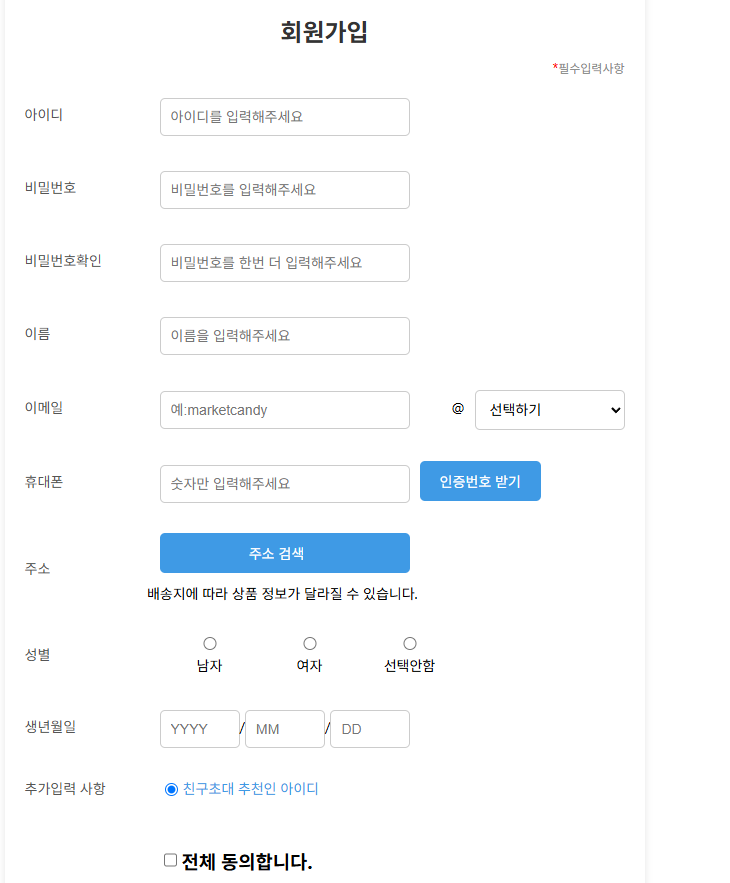 회원가입
*필수입력사항
아이디 아이디를 입력해주세요
비밀번호 비밀번호를 입력해주세요
비밀번호확인 비밀번호를 한번 더 입력해주세요
이름 이름을 입력해주세요
이메일 예:marketcandy @ 선택하기
휴대폰 숫자만 입력해주세요 인증번호 받기
주소 주소 검색
배송지에 따라 상품 정보가 달라질 수 있습니다.
성별 남자 여자 선택안함
생년월일 YYYY / MM / DD
추가입력 사항 친구초대 추천인 아이디
전체 동의합니다.